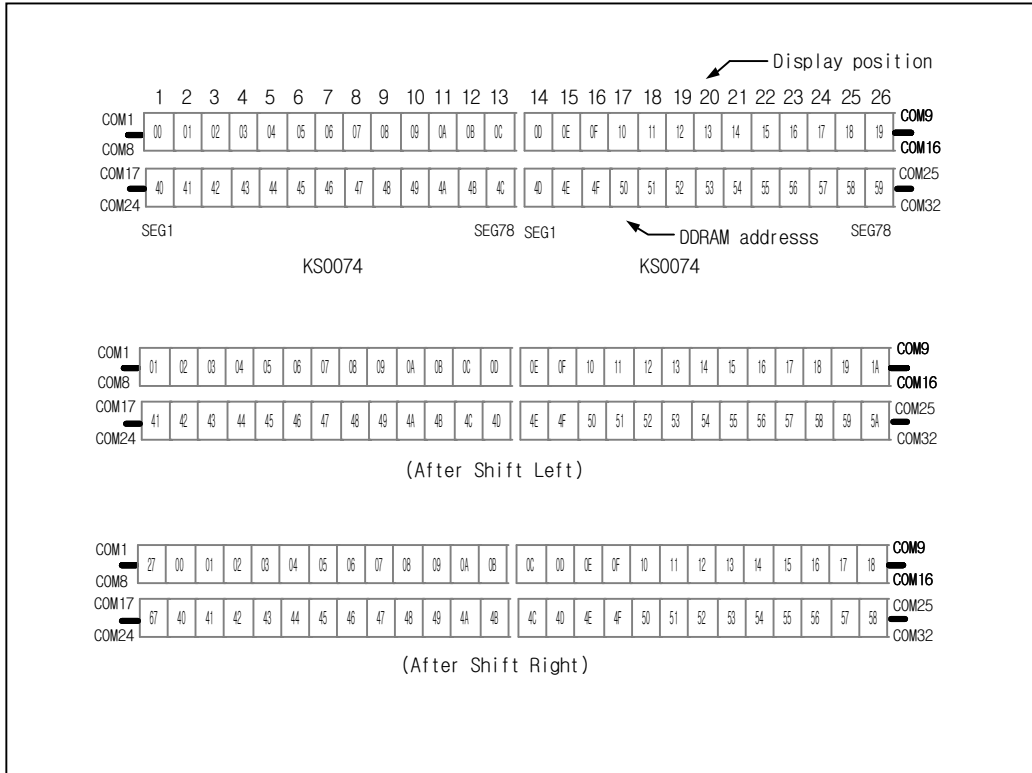 Display position
1 2 3 4 5 6 7 8 9 10 11 12 13 14 15 16 17 18 19 20 21 22 23 24 25 26
COM1 COM9
00 01 02 03 04 05 06 07 08 09 0A 0B 0C 0D 0E 0F 10 11 12 13 14 15 16 17 18 19
COM8 COM16
COM17 COM25
40 41 42 43 44 45 46 47 48 49 4A 4B 4C 4D 4E 4F 50 51 52 53 54 55 56 57 58 59
COM24 COM32
SEG1 SEG78 SEG1 DDRAM addresss SEG78
KS0074 KS0074
COM1 COM9
01 02 03 04 05 06 07 08 09 0A 0B 0C 0D 0E 0F 10 11 12 13 14 15 16 17 18 19 1A
COM8 COM16
COM17 COM25
41 42 43 44 45 46 47 48 49 4A 4B 4C 4D 4E 4F 50 51 52 53 54 55 56 57 58 59 5A
COM24 COM32
(After Shift Left)
COM1 COM9
27 00 01 02 03 04 05 06 07 08 09 0A 0B 0C 0D 0E 0F 10 11 12 13 14 15 16 17 18
COM8 COM16
COM17 COM25
67 40 41 42 43 44 45 46 47 48 49 4A 4B 4C 4D 4E 4F 50 51 52 53 54 55 56 57 58
COM24 COM32
(After Shift Right)